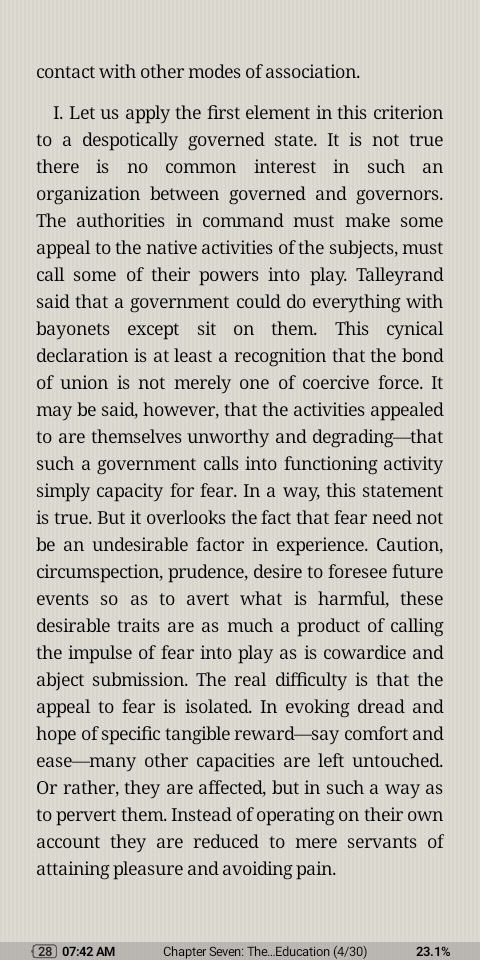 contact with other modes of association.
I. Let us apply the first element in this criterion
to a despotically governed state. It is not true
there is no common interest in such an
organization between governed and governors.
The authorities in command must make some
appeal to the native activities of the subjects, must
call some of their powers into play. Talleyrand
said that a government could do everything with
bayonets except sit on them. This cynical
declaration is at least a recognition that the bond
of union is not merely one of coercive force. It
may be said, however, that the activities appealed
to are themselves unworthy and degrading—that
such a government calls into functioning activity
simply capacity for fear. In a way, this statement
is true. But it overlooks the fact that fear need not
be an undesirable factor in experience. Caution,
circumspection, prudence, desire to foresee future
events so as to avert what is harmful, these
desirable traits are as much a product of calling
the impulse of fear into play as is cowardice and
abject submission. The real difficulty is that the
appeal to fear is isolated. In evoking dread and
hope of specific tangible reward—say comfort and
ease—many other capacities are left untouched.
Or rather, they are affected, but in such a way as
to pervert them. Instead of operating on their own
account they are reduced to mere servants of
attaining pleasure and avoiding pain.
28 07:42 AM Chapter Seven: The...Education (4/30) 23.1%